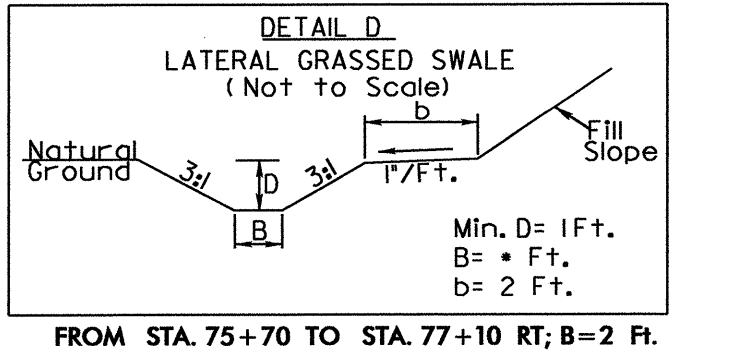 DETAIL D
LATERAL GRASSED SWALE
(Not to Scale)
b
Natural
Ground
3:1
D
3:1
1"/Ft.
Fill
Slope
B
Min. D= 1Ft.
B= * Ft.
b= 2 Ft.
FROM STA. 75+70 TO STA. 77+10 RT; B=2 Ft.